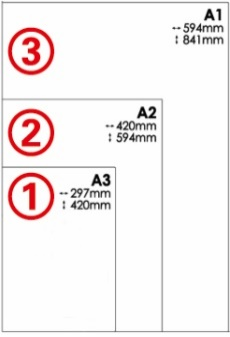 A1
↔ 594mm
↕ 841mm
3
A2
↔ 420mm
↕ 594mm
2
A3
↔ 297mm
↕ 420mm
1